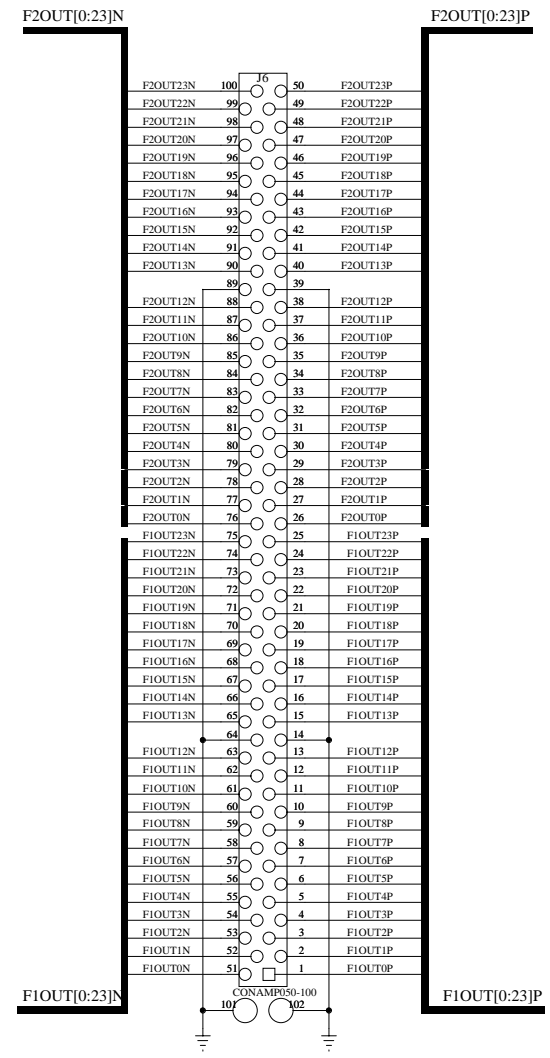 F2OUT[0:23]N F2OUT[0:23]P
J6
F2OUT23N 100 50 F2OUT23P
F2OUT22N 99 49 F2OUT22P
F2OUT21N 98 48 F2OUT21P
F2OUT20N 97 47 F2OUT20P
F2OUT19N 96 46 F2OUT19P
F2OUT18N 95 45 F2OUT18P
F2OUT17N 94 44 F2OUT17P
F2OUT16N 93 43 F2OUT16P
F2OUT15N 92 42 F2OUT15P
F2OUT14N 91 41 F2OUT14P
F2OUT13N 90 40 F2OUT13P
89 39
F2OUT12N 88 38 F2OUT12P
F2OUT11N 87 37 F2OUT11P
F2OUT10N 86 36 F2OUT10P
F2OUT9N 85 35 F2OUT9P
F2OUT8N 84 34 F2OUT8P
F2OUT7N 83 33 F2OUT7P
F2OUT6N 82 32 F2OUT6P
F2OUT5N 81 31 F2OUT5P
F2OUT4N 80 30 F2OUT4P
F2OUT3N 79 29 F2OUT3P
F2OUT2N 78 28 F2OUT2P
F2OUT1N 77 27 F2OUT1P
F2OUT0N 76 26 F2OUT0P
F1OUT23N 75 25 F1OUT23P
F1OUT22N 74 24 F1OUT22P
F1OUT21N 73 23 F1OUT21P
F1OUT20N 72 22 F1OUT20P
F1OUT19N 71 21 F1OUT19P
F1OUT18N 70 20 F1OUT18P
F1OUT17N 69 19 F1OUT17P
F1OUT16N 68 18 F1OUT16P
F1OUT15N 67 17 F1OUT15P
F1OUT14N 66 16 F1OUT14P
F1OUT13N 65 15 F1OUT13P
64 14
F1OUT12N 63 13 F1OUT12P
F1OUT11N 62 12 F1OUT11P
F1OUT10N 61 11 F1OUT10P
F1OUT9N 60 10 F1OUT9P
F1OUT8N 59 9 F1OUT8P
F1OUT7N 58 8 F1OUT7P
F1OUT6N 57 7 F1OUT6P
F1OUT5N 56 6 F1OUT5P
F1OUT4N 55 5 F1OUT4P
F1OUT3N 54 4 F1OUT3P
F1OUT2N 53 3 F1OUT2P
F1OUT1N 52 2 F1OUT1P
F1OUT0N 51 1 F1OUT0P
CONAMP050-100
F1OUT[0:23]N 101 102 F1OUT[0:23]P